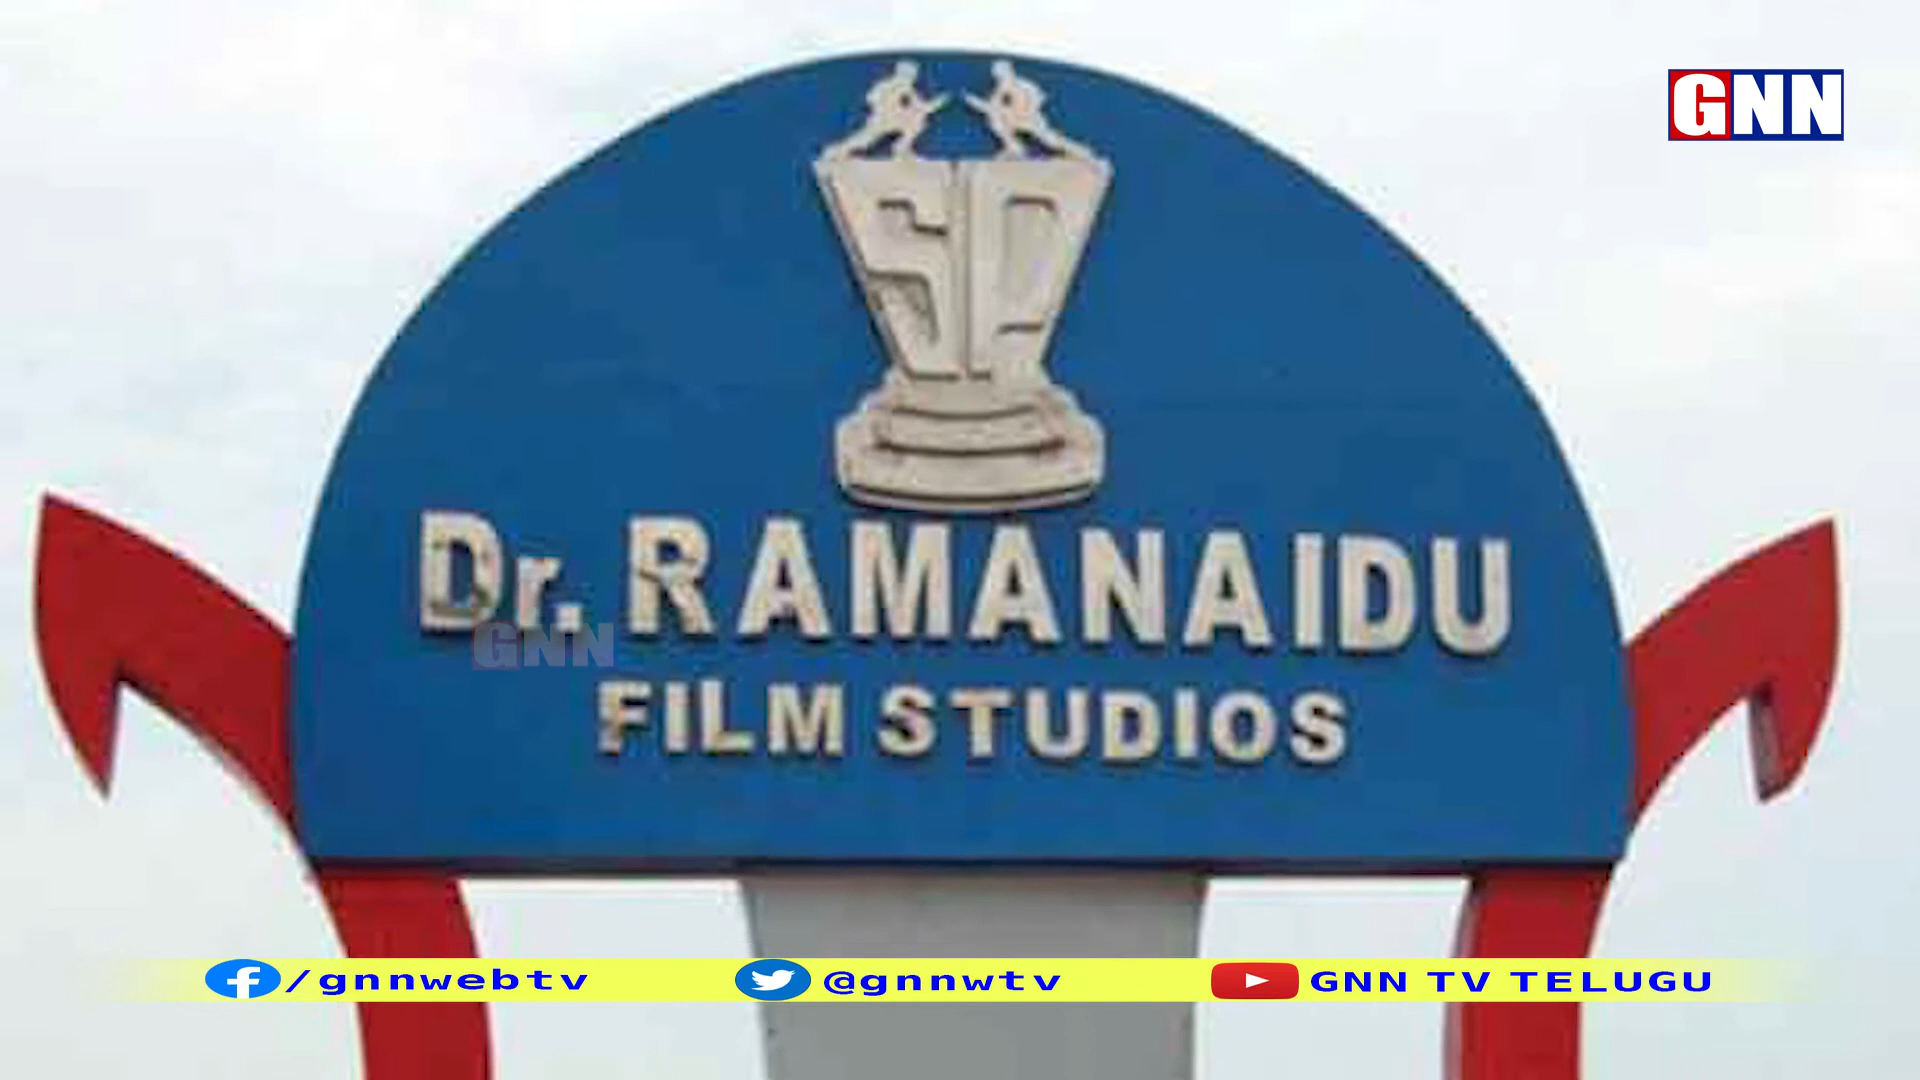 GNN
SP
Dr. RAMANAIDU
GNN
FILM STUDIOS
/gnnwebtv
@gnnwtv
GNN TV TELUGU